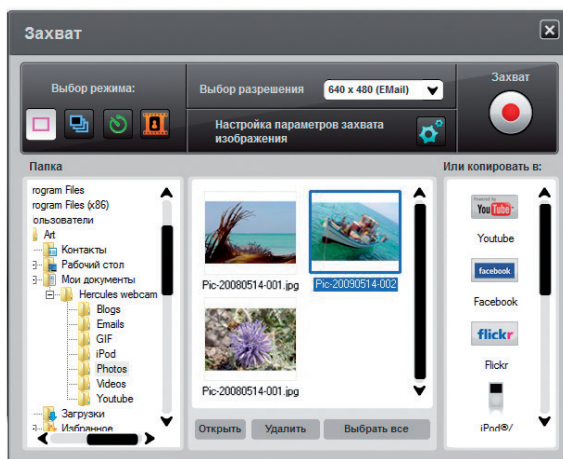 Захват
Выбор режима:
Выбор разрешения
640 x 480 (EMail)
Захват
Настройка параметров захвата
изображения
Папка
Или копировать в:
rogram Files
rogram Files (x86)
ользователи
Art
Контакты
Рабочий стол
Мои документы
Hercules webcam
Blogs
Emails
GIF
iPod
Photos
Videos
Youtube
Загрузки
Избранное
Pic-20080514-001.jpg
Pic-20090514-002
Pic-20080514-001.jpg
Открыть
Удалить
Выбрать все
You Tube
Youtube
facebook
Facebook
flickr
Flickr
iPod®/